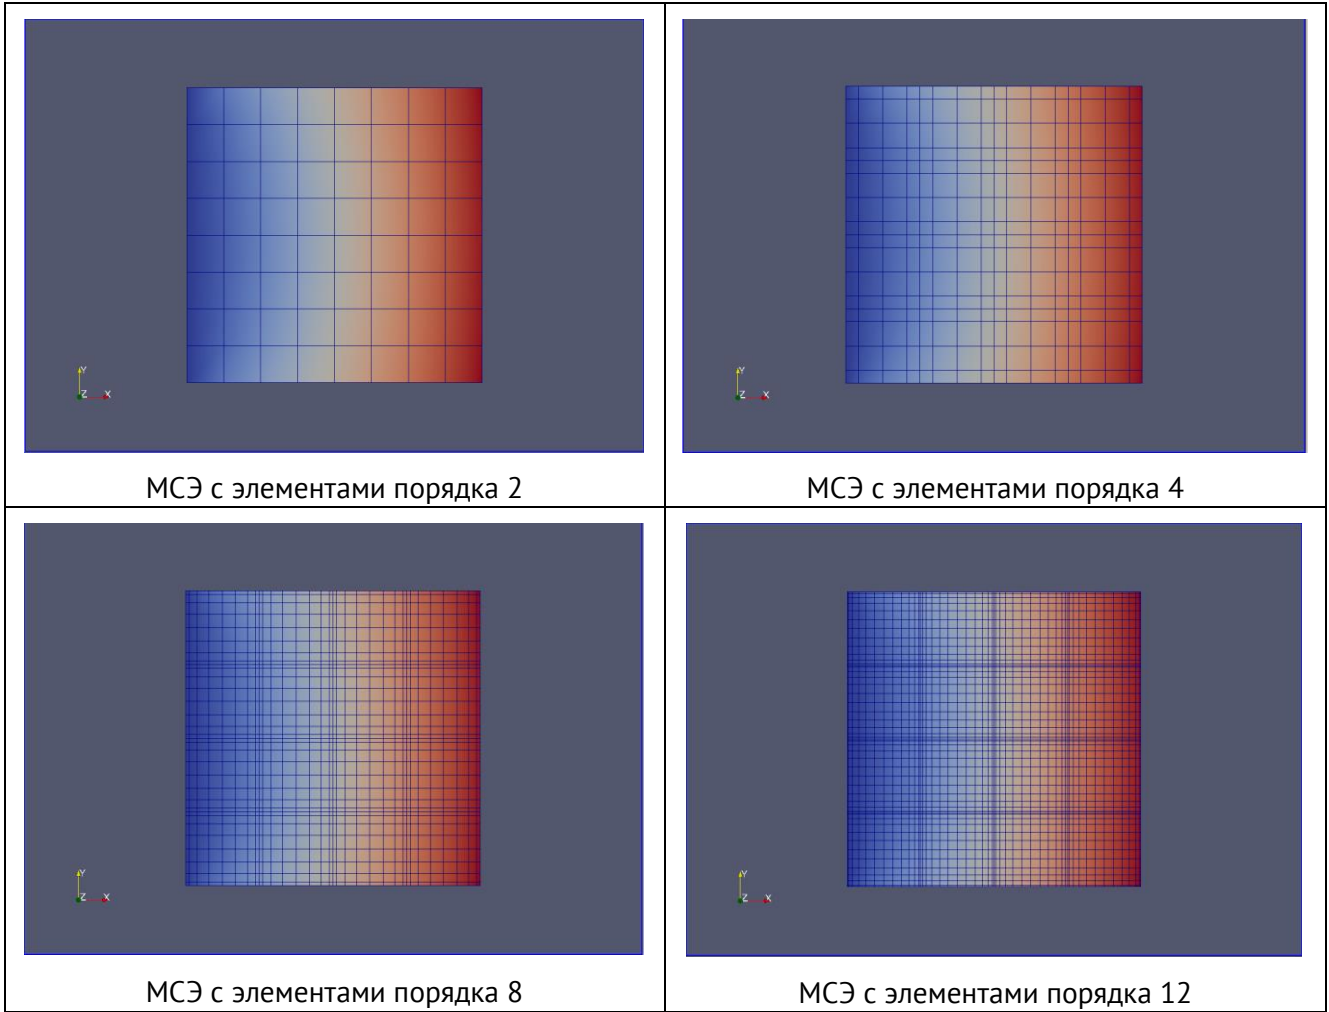 Y
Z
X
МСЭ с элементами порядка 2
Y
Z
X
МСЭ с элементами порядка 4
Y
Z
X
МСЭ с элементами порядка 8
Y
Z
X
МСЭ с элементами порядка 12